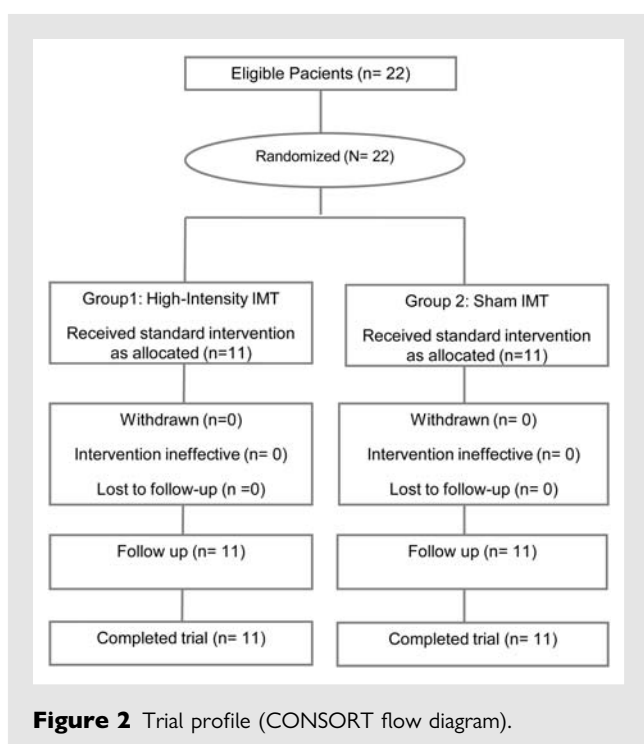 Eligible Pacients (n= 22)
Randomized (N= 22)
Group1: High-Intensity IMT
Received standard intervention
as allocated (n=11)
Group 2: Sham IMT
Received standard intervention
as allocated (n=11)
Withdrawn (n=0)
Intervention ineffective (n= 0)
Lost to follow-up (n =0)
Withdrawn (n= 0)
Intervention ineffective (n= 0)
Lost to follow-up (n= 0)
Follow up (n= 11)
Follow up (n= 11)
Completed trial (n= 11)
Completed trial (n= 11)
Figure 2 Trial profile (CONSORT flow diagram).